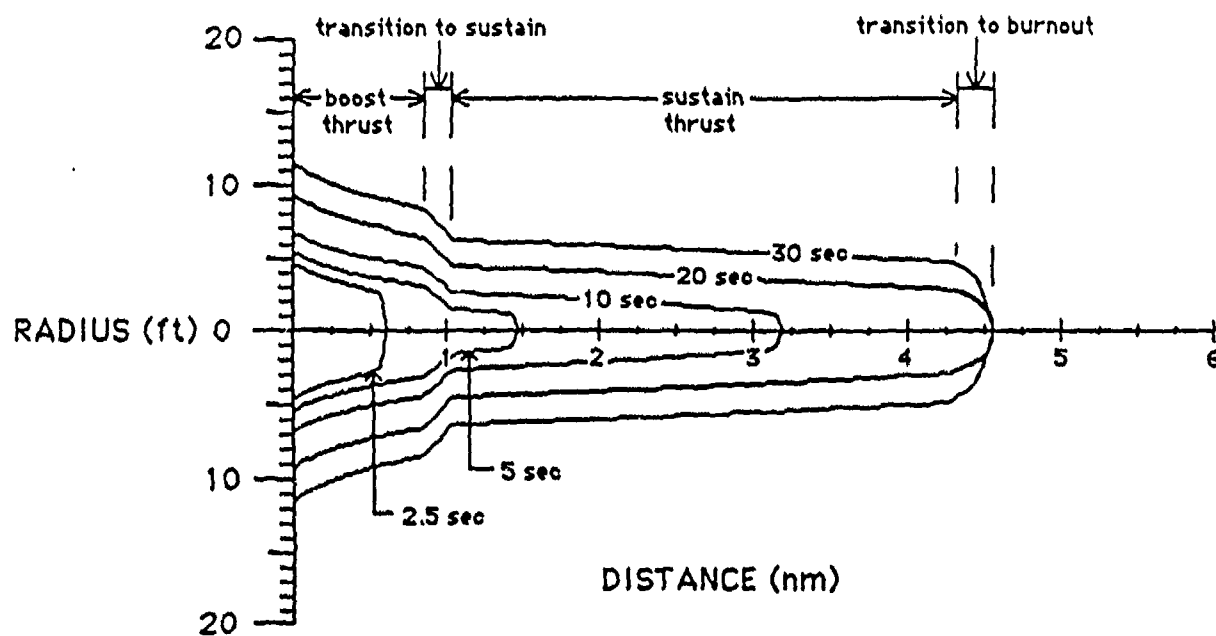 transition to sustain
transition to burnout
20
boost
thrust
sustain
thrust
10
30 sec
20 sec
10 sec
RADIUS (ft) 0
1 2 3 4 5 6
10
5 sec
2.5 sec
DISTANCE (nm)
20